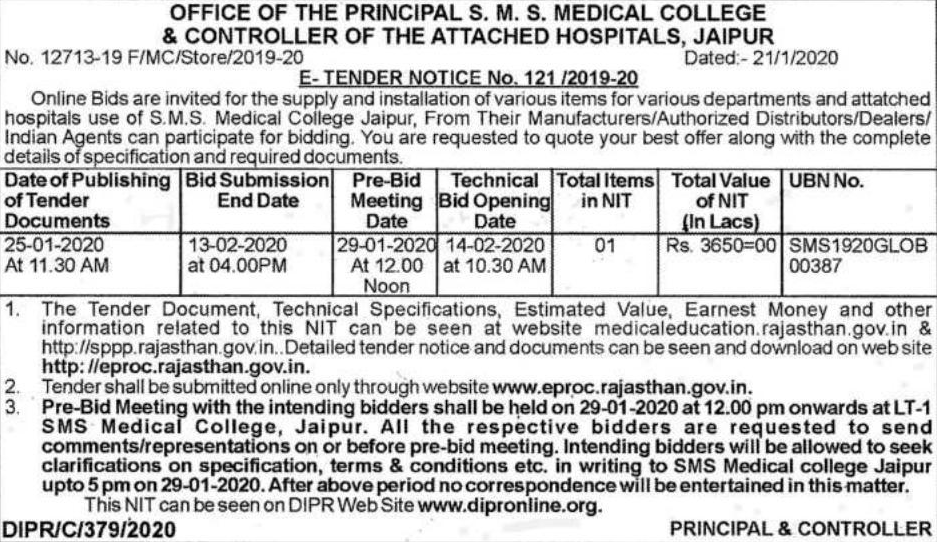 OFFICE OF THE PRINCIPAL S. M. S. MEDICAL COLLEGE
& CONTROLLER OF THE ATTACHED HOSPITALS, JAIPUR
No. 12713-19 F/MC/Store/2019-20 Dated:- 21/1/2020
E- TENDER NOTICE No. 121 /2019-20
Online Bids are invited for the supply and installation of various items for various departments and attatched
hospitals use of S.M.S. Medical College Jaipur, From Their Manufacturers/Authorized Distributors/Dealers/
Indian Agents can participate for bidding. You are requested to quote your best offer along with the complete
details of specification and required documents.
Date of Publishing Bid Submission Pre-Bid Technical Total Items Total Value UBN No.
of Tender End Date Meeting Bid Opening in NIT of NIT
Documents Date Date (In Lacs)
25-01-2020 13-02-2020 29-01-2020 14-02-2020 01 Rs. 3650=00 SMS1920GLOB
At 11.30 AM at 04.00PM At 12.00 at 10.30 AM 00387
Noon
1. The Tender Document, Technical Specifications, Estimated Value, Earnest Money and other
information related to this NIT can be seen at website medicaleducation.rajasthan.gov.in &
http://sppp.rajasthan.gov.in..Detailed tender notice and documents can be seen and download on web site
http: //eproc.rajasthan.gov.in.
2. Tender shall be submitted online only through website www.eproc.rajasthan.gov.in.
3. Pre-Bid Meeting with the intending bidders shall be held on 29-01-2020 at 12.00 pm onwards at LT-1
SMS Medical College, Jaipur. All the respective bidders are requested to send
comments/representations on or before pre-bid meeting. Intending bidders will be allowed to seek
clarifications on specification, terms & conditions etc. in writing to SMS Medical college Jaipur
upto 5 pm on 29-01-2020. After above period no correspondence will be entertained in this matter.
This NIT can be seen on DIPR Web Site www.dipronline.org.
DIPR/C/379/2020 PRINCIPAL & CONTROLLER